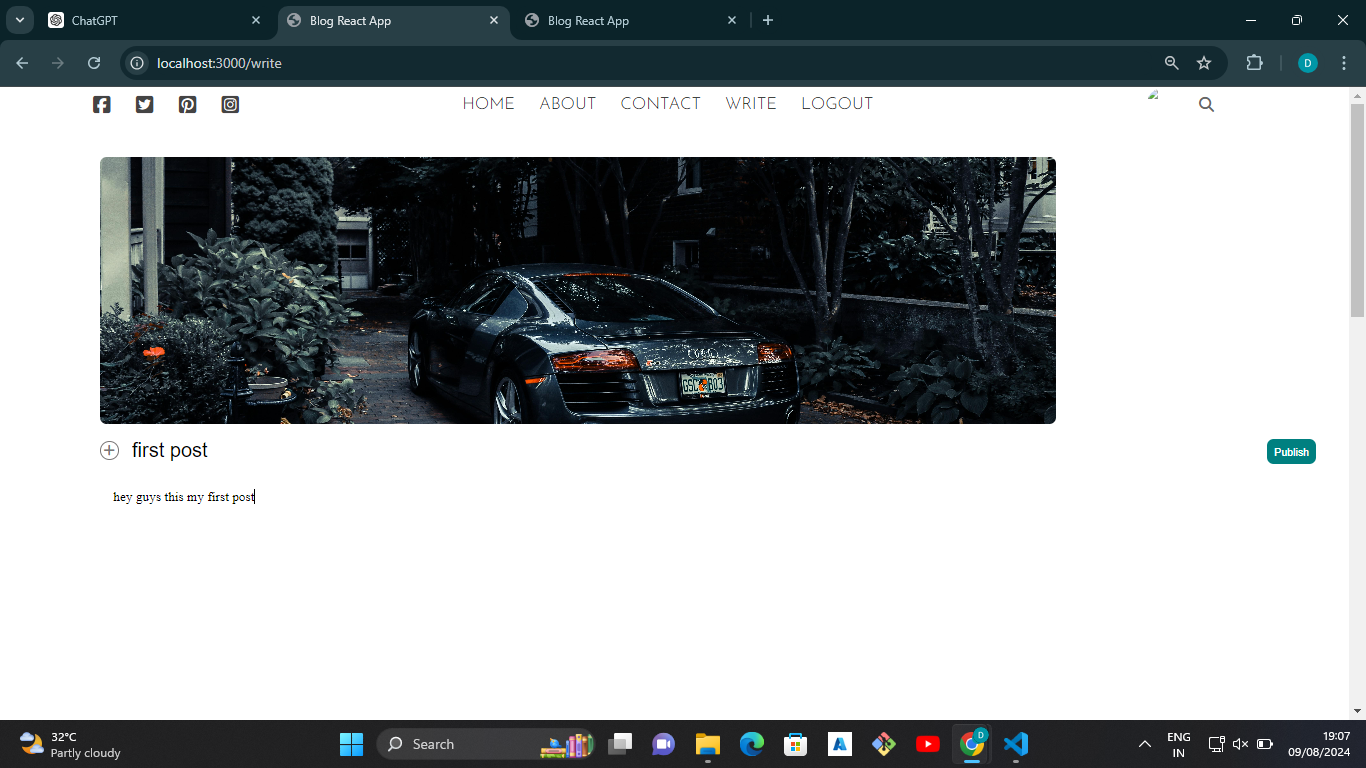 ChatGPT
Blog React App
Blog React App
localhost:3000/write
D
HOME ABOUT CONTACT WRITE LOGOUT
first post
Publish
hey guys this my first post
32°C
Partly cloudy
Search
D
ENG
IN
19:07
09/08/2024